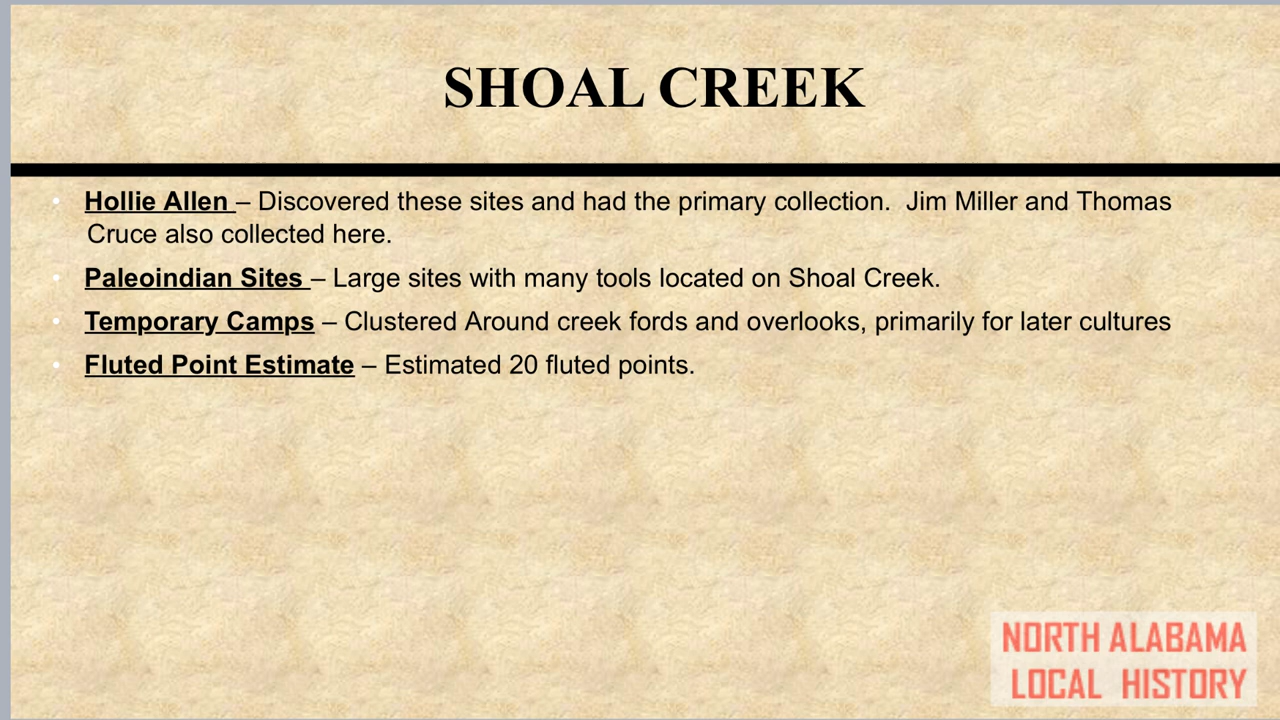 SHOAL CREEK
• Hollie Allen – Discovered these sites and had the primary collection.  Jim Miller and Thomas
Cruce also collected here.
• Paleoindian Sites – Large sites with many tools located on Shoal Creek.
• Temporary Camps – Clustered Around creek fords and overlooks, primarily for later cultures
• Fluted Point Estimate – Estimated 20 fluted points.
NORTH ALABAMA
LOCAL HISTORY